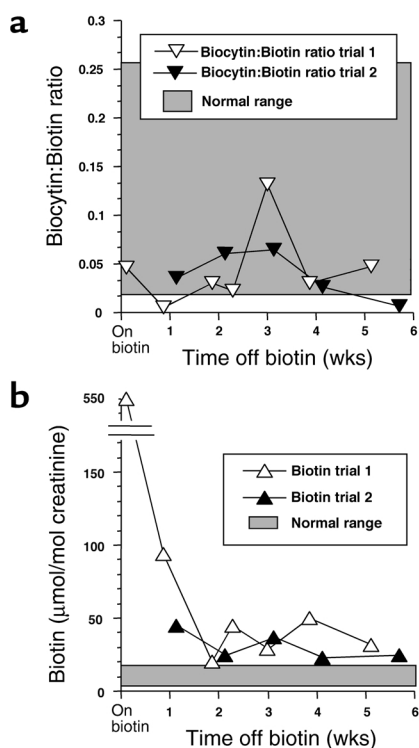 a
Biocytin:Biotin ratio
0.3
0.25
0.2
0.15
0.1
0.05
0
Biocytin:Biotin ratio trial 1
Biocytin:Biotin ratio trial 2
Normal range
On
biotin
1 2 3 4 5 6
Time off biotin (wks)
b
Biotin (μmol/mol creatinine)
550
150
100
50
0
Biotin trial 1
Biotin trial 2
Normal range
On
biotin
1 2 3 4 5 6
Time off biotin (wks)